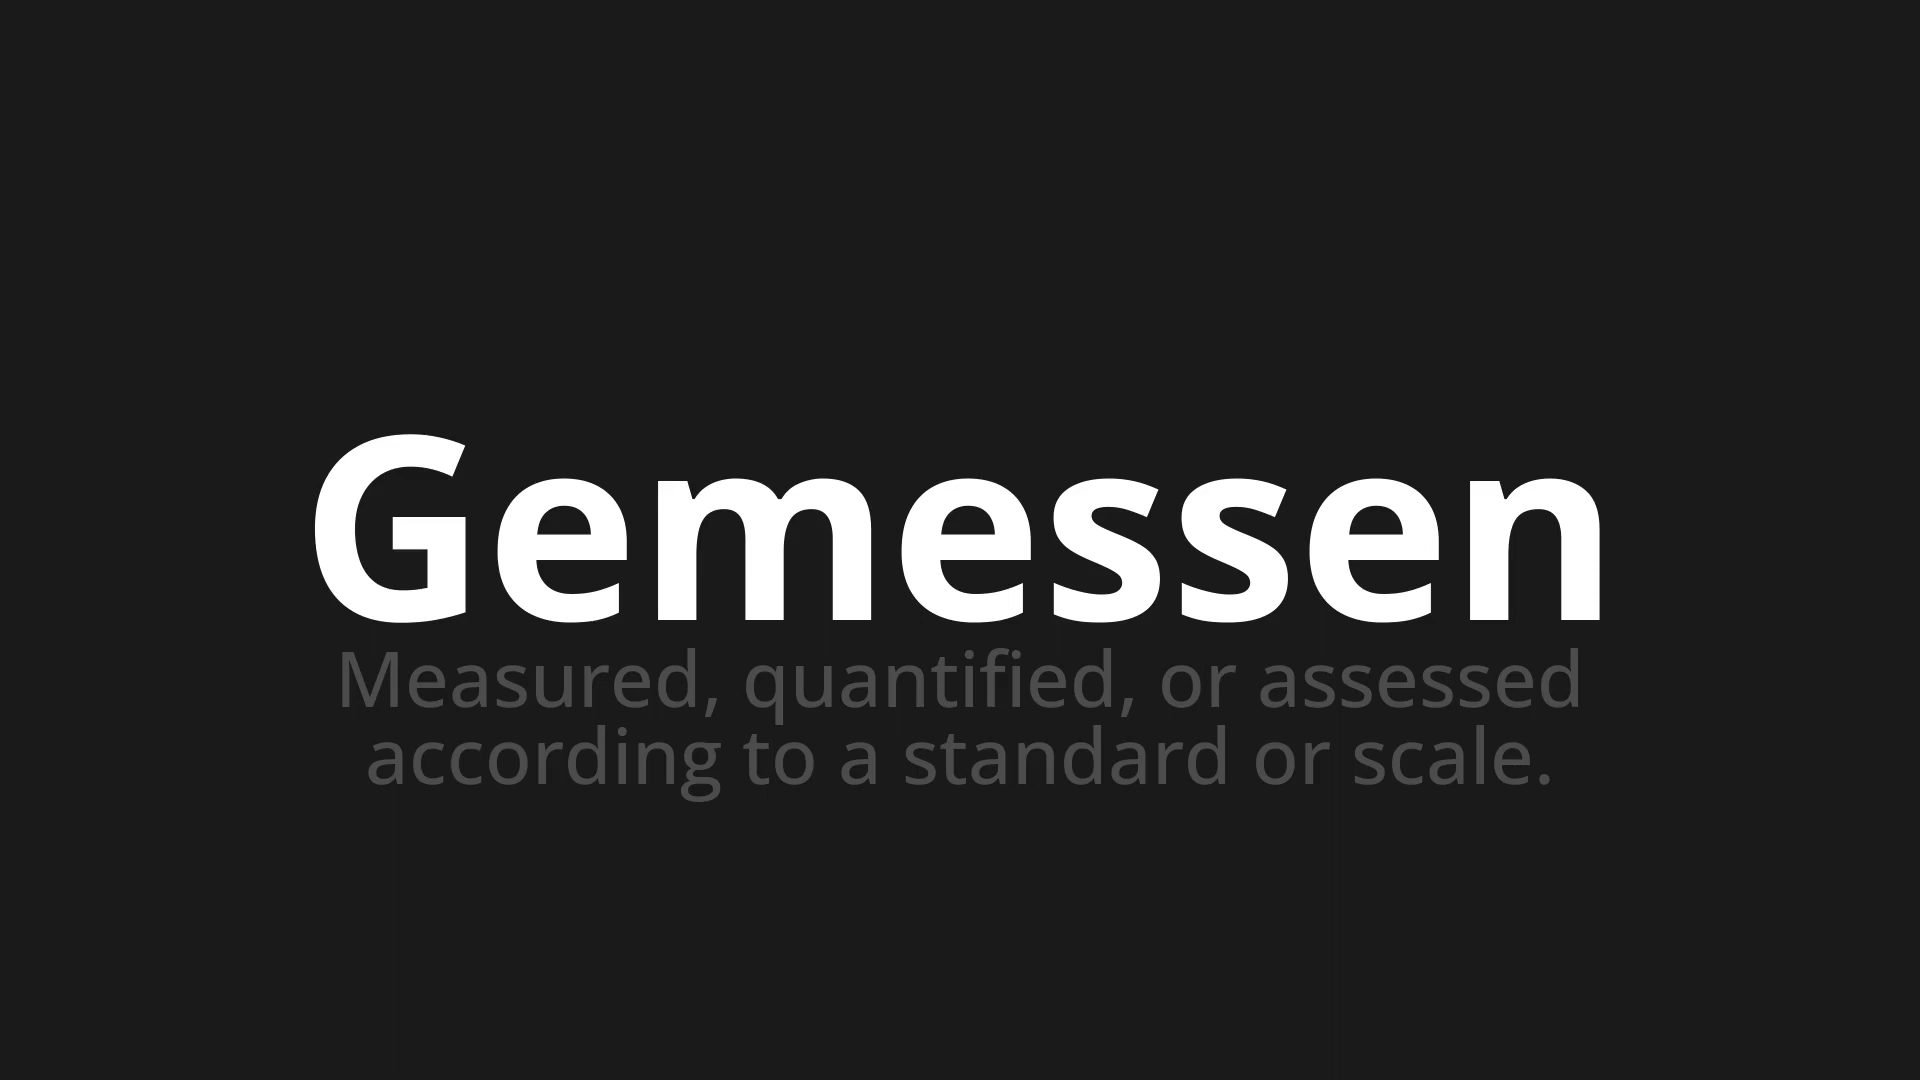 Gemessen
Measured, quantified, or assessed
according to a standard or scale.